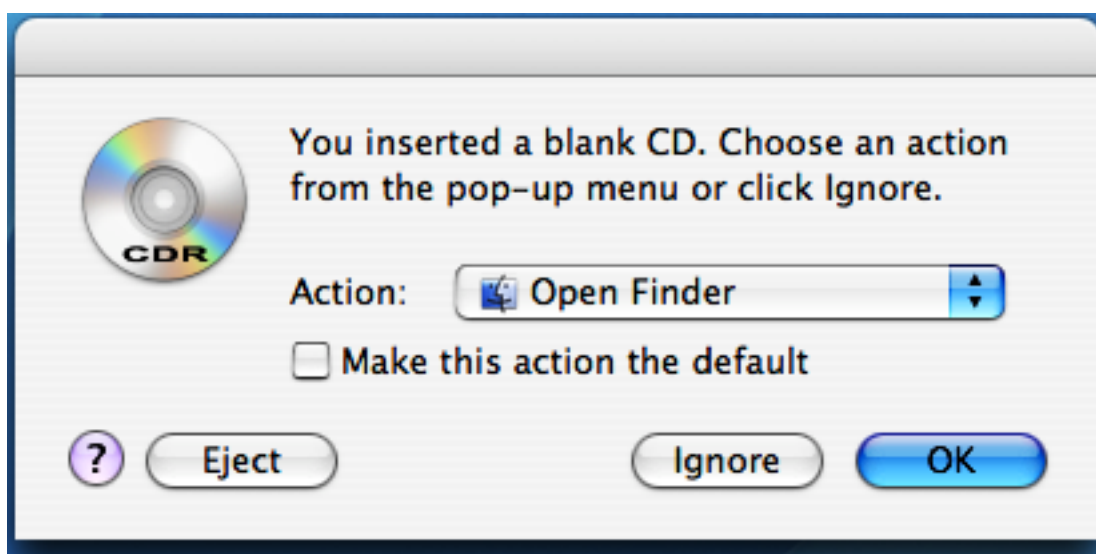 You inserted a blank CD. Choose an action
from the pop-up menu or click Ignore.
CDR
Action: Open Finder
Make this action the default
? Eject Ignore OK